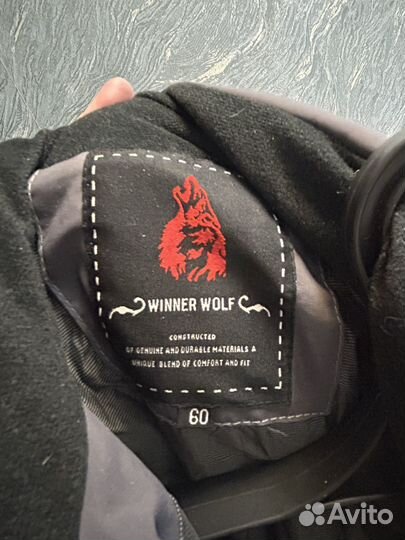 WINNER WOLF
CONSTRUCTED
OF GENUINE AND DURABLE MATERIALS A
UNIQUE BLEND OF COMFORT AND FIT
60
Avito